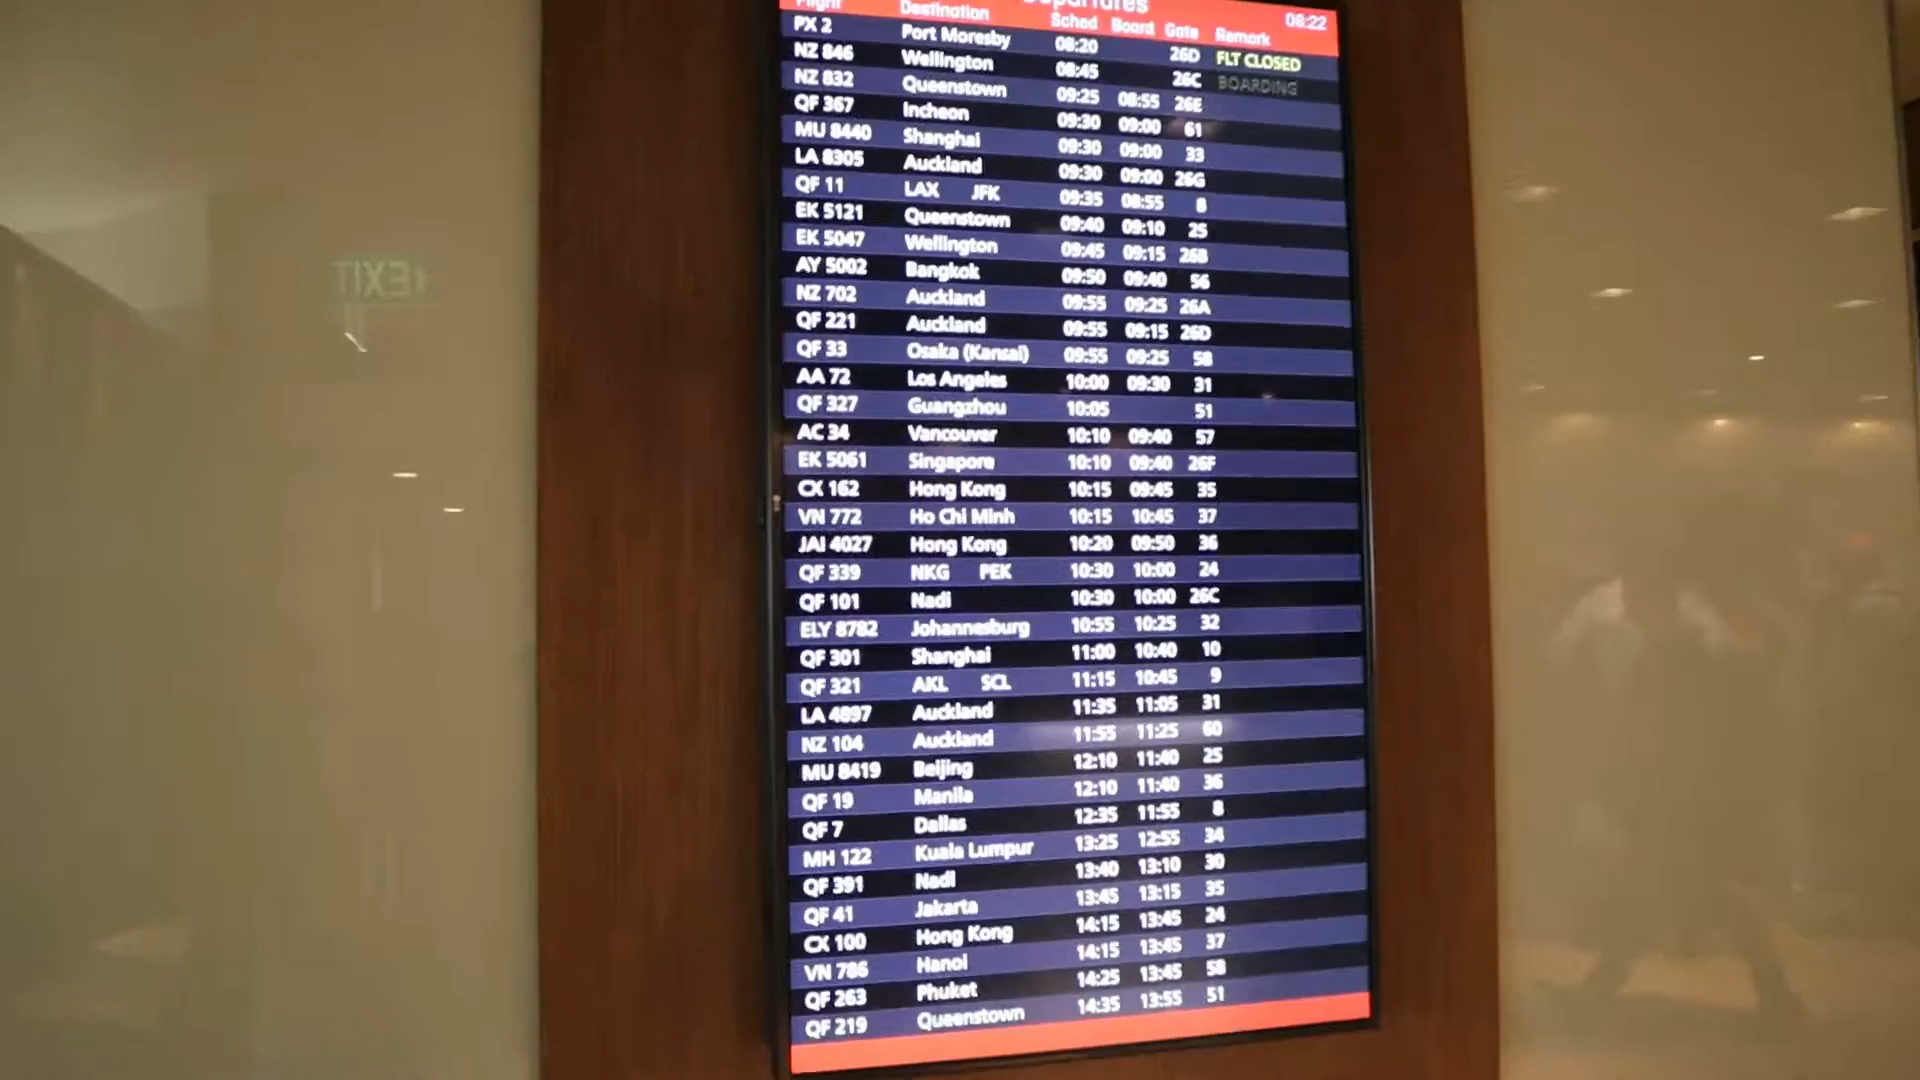 Departures 08:22
Flight Destination Sched Board Gate Remark
PX 2 Port Moresby 08:20 26D FLT CLOSED
NZ 846 Wellington 08:45 26C BOARDING
NZ 832 Queenstown 09:25 08:55 26E
QF 367 Incheon 09:30 09:00 61
MU 8440 Shanghai 09:30 09:00 33
LA 8305 Auckland 09:30 09:00 26G
QF 11 LAX JFK 09:35 08:55 8
EK 5121 Queenstown 09:40 09:10 25
EK 5047 Wellington 09:45 09:15 26B
AY 5002 Bangkok 09:50 09:40 56
NZ 702 Auckland 09:55 09:25 26A
QF 221 Auckland 09:55 09:15 26D
QF 33 Osaka (Kansai) 09:55 09:25 58
AA 72 Los Angeles 10:00 09:30 31
QF 327 Guangzhou 10:05 51
AC 34 Vancouver 10:10 09:40 57
EK 5061 Singapore 10:10 09:40 26F
CX 162 Hong Kong 10:15 09:45 35
VN 772 Ho Chi Minh 10:15 10:45 37
JAI 4027 Hong Kong 10:20 09:50 36
QF 339 NKG PEK 10:30 10:00 24
QF 101 Nadi 10:30 10:00 26C
ELY 8782 Johannesburg 10:55 10:25 32
QF 301 Shanghai 11:00 10:40 10
QF 321 AKL SCL 11:15 10:45 9
LA 4897 Auckland 11:35 11:05 31
NZ 104 Auckland 11:55 11:25 60
MU 8419 Beijing 12:10 11:40 25
QF 19 Manila 12:10 11:40 36
QF 7 Dallas 12:35 11:55 8
MH 122 Kuala Lumpur 13:25 12:55 34
QF 391 Nadi 13:40 13:10 30
QF 41 Jakarta 13:45 13:15 35
CX 100 Hong Kong 14:15 13:45 24
VN 786 Hanoi 14:15 13:45 37
QF 263 Phuket 14:25 13:45 58
QF 219 Queenstown 14:35 13:55 51
EXIT